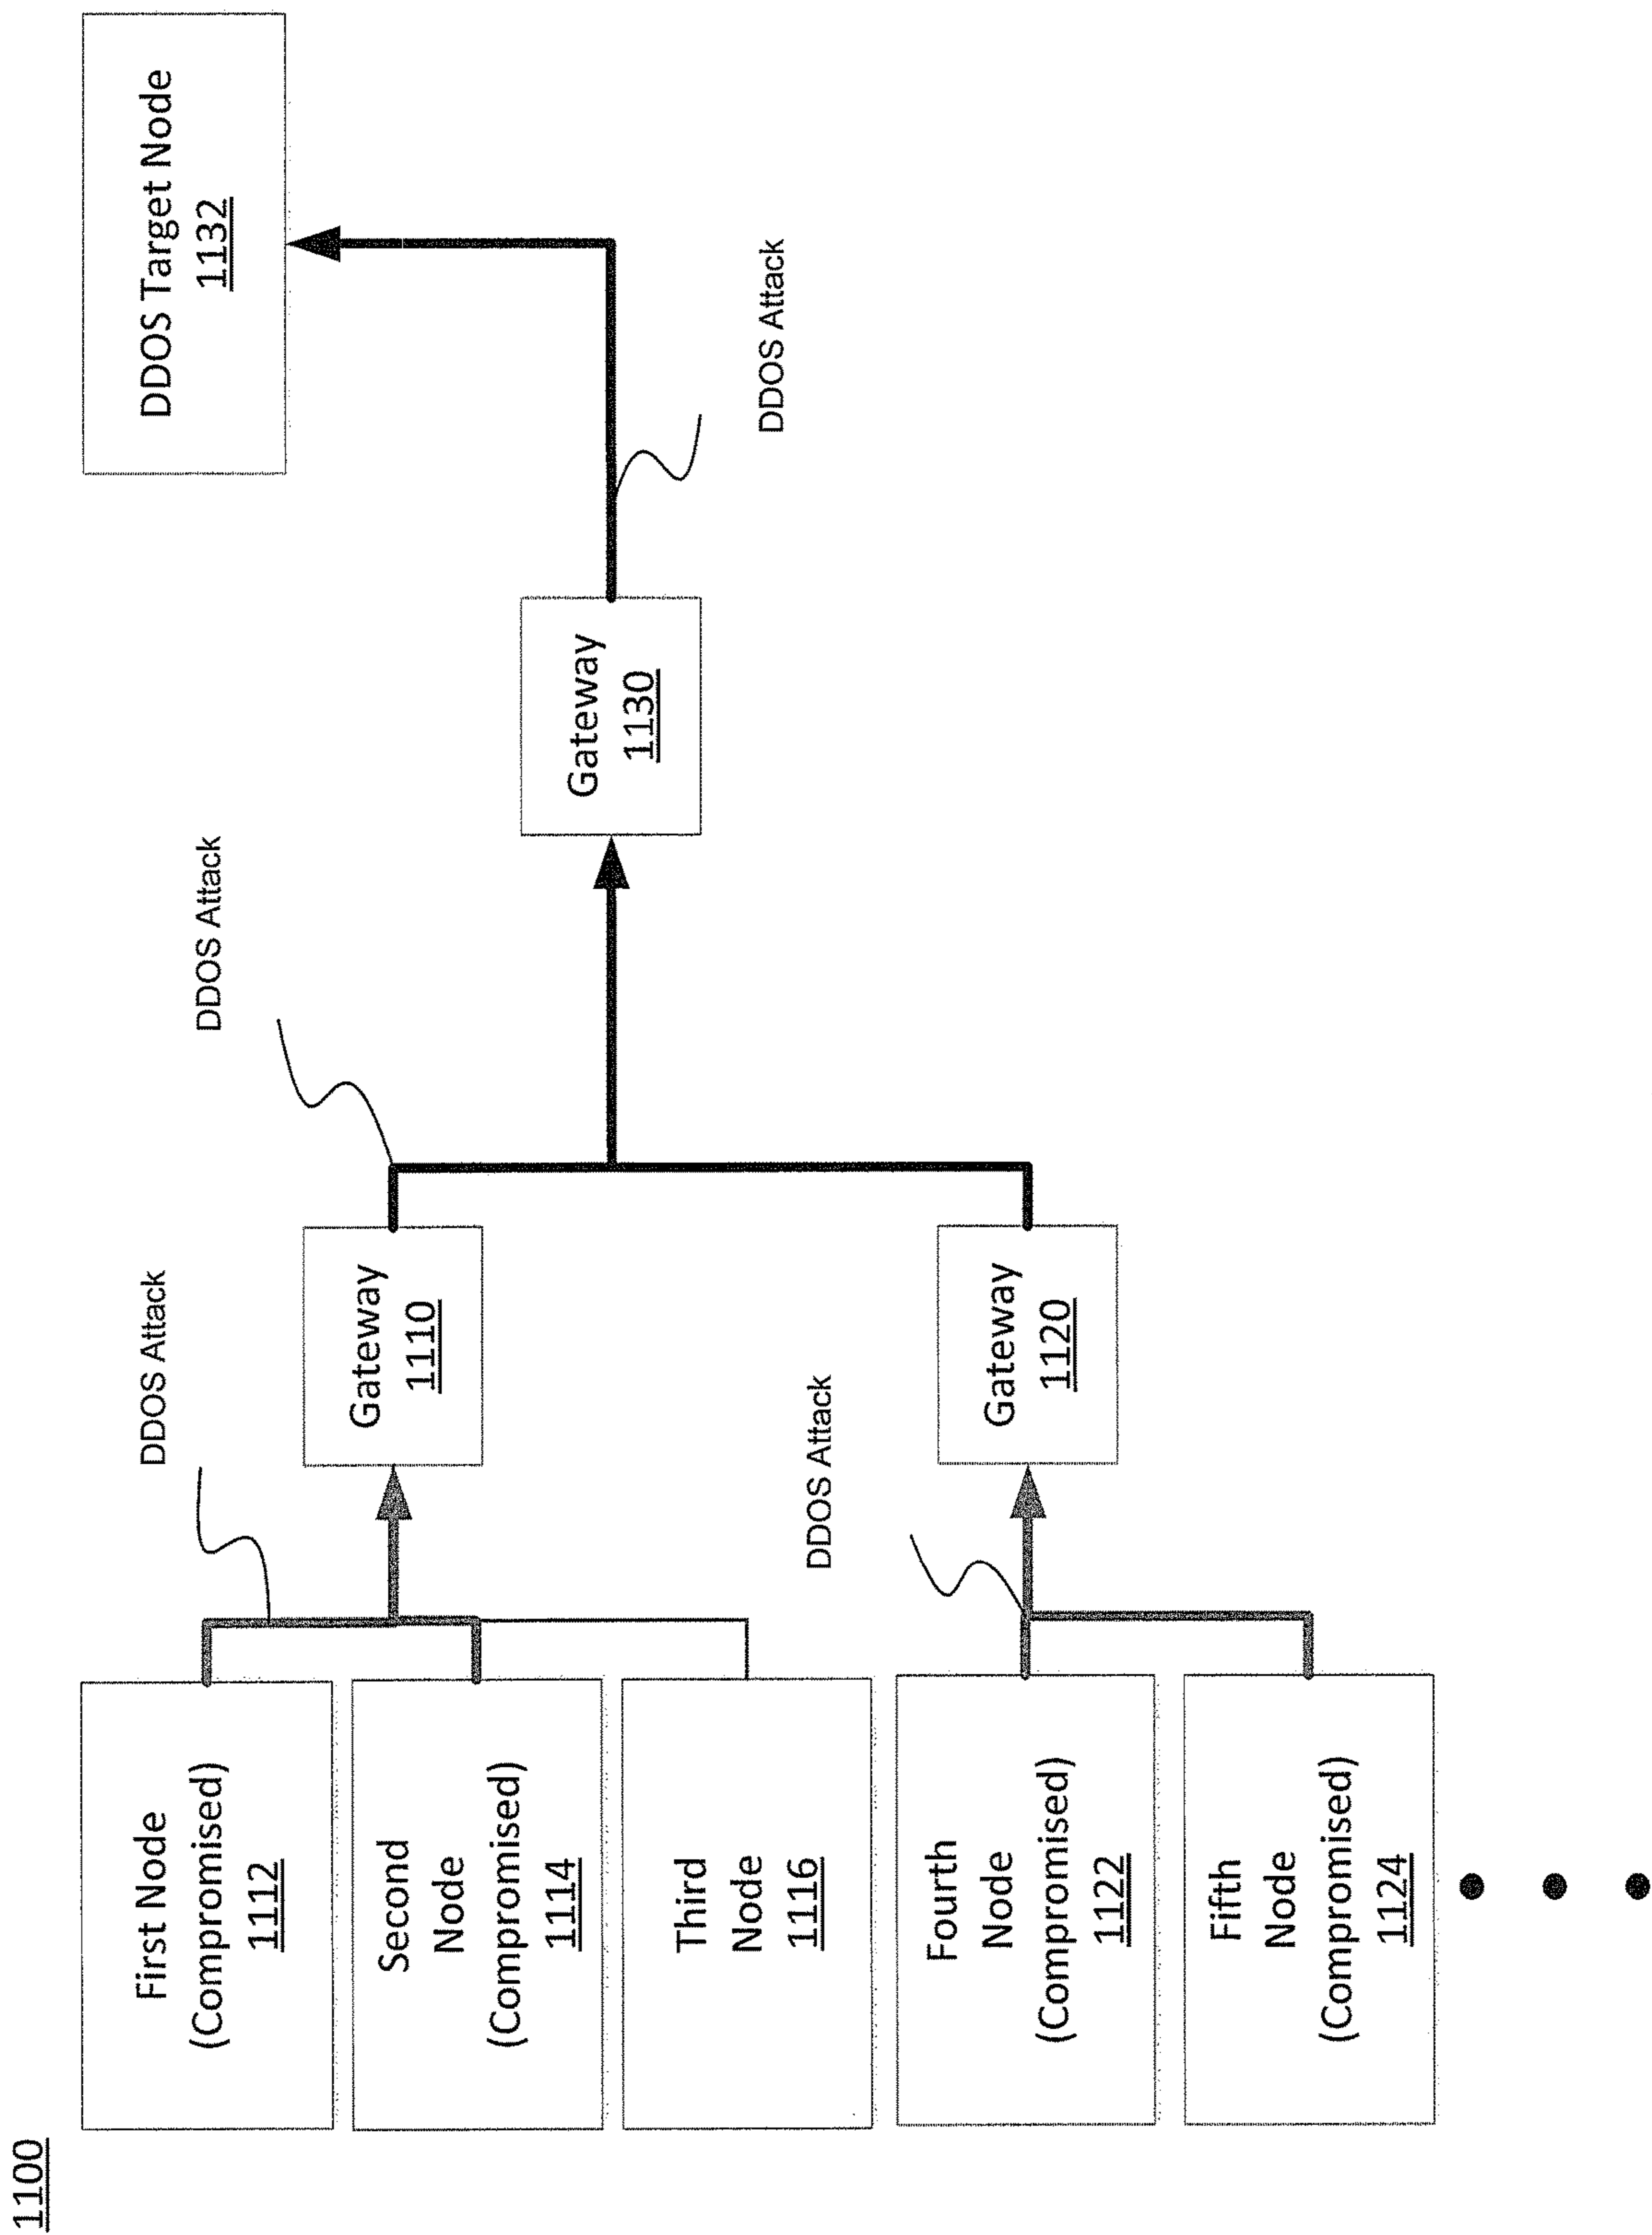 1100
First Node
(Compromised)
1112
Second
Node
(Compromised)
1114
Third
Node
1116
Fourth
Node
(Compromised)
1122
Fifth
Node
(Compromised)
1124
DDOS Attack
DDOS Attack
Gateway
1110
Gateway
1120
DDOS Attack
Gateway
1130
DDOS Attack
DDOS Target Node
1132